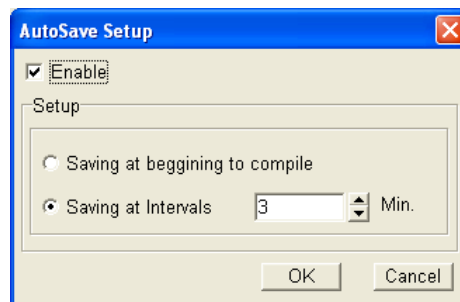 AutoSave Setup
Enable
Setup
Saving at beggining to compile
Saving at Intervals 3 Min.
OK Cancel